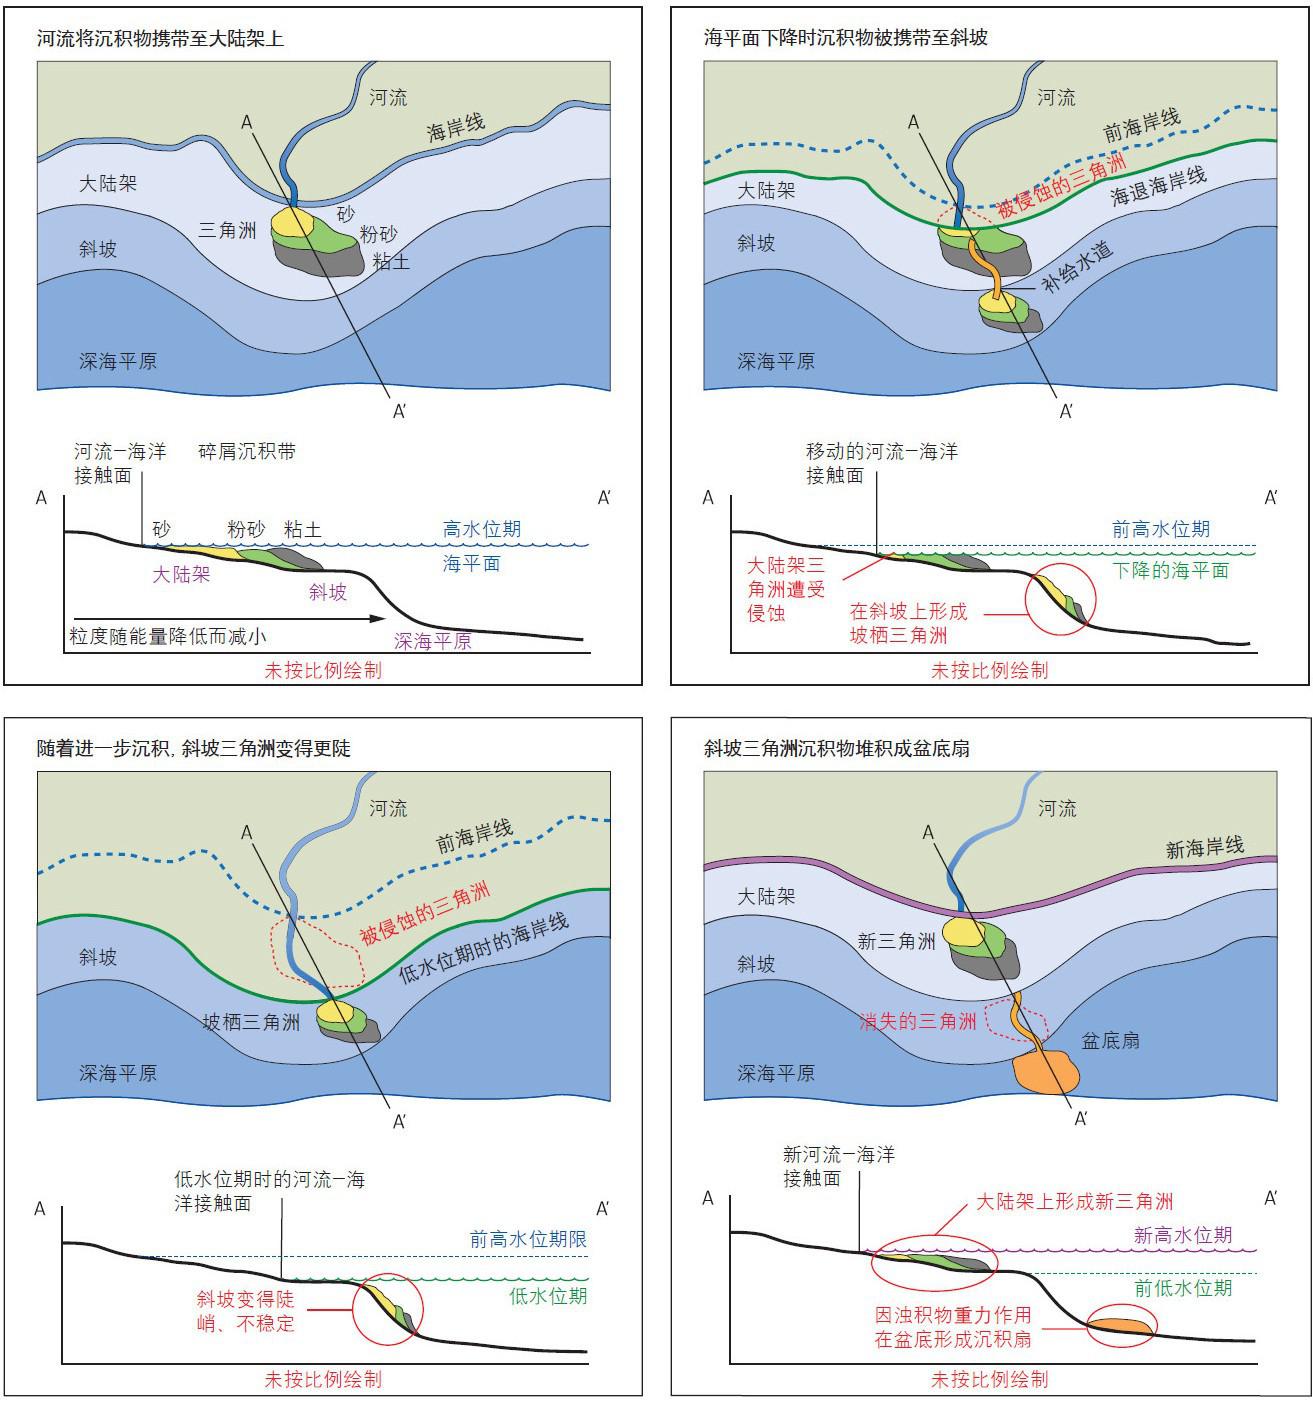 河流将沉积物携带至大陆架上
河流
A
海岸线
大陆架
砂
三角洲
粉砂
斜坡
粘土
深海平原
A'
河流−海洋
接触面
碎屑沉积带
A
A'
砂
粉砂
粘土
高水位期
海平面
大陆架
斜坡
粒度随能量降低而减小
深海平原
未按比例绘制
海平面下降时沉积物被携带至斜坡
河流
A
前海岸线
被侵蚀的三角洲
大陆架
海退海岸线
斜坡
补给水道
深海平原
A'
移动的河流−海洋
接触面
A
A'
前高水位期
下降的海平面
大陆架三
角洲遭受
侵蚀
在斜坡上形成
坡栖三角洲
未按比例绘制
随着进一步沉积, 斜坡三角洲变得更陡
河流
A
前海岸线
被侵蚀的三角洲
低水位期时的海岸线
斜坡
坡栖三角洲
深海平原
A'
低水位期时的河流−海
洋接触面
A
A'
前高水位期限
低水位期
斜坡变得陡
峭、不稳定
未按比例绘制
斜坡三角洲沉积物堆积成盆底扇
河流
A
新海岸线
大陆架
新三角洲
斜坡
消失的三角洲
盆底扇
深海平原
A'
新河流−海洋
接触面
A
A'
大陆架上形成新三角洲
新高水位期
前低水位期
因浊积物重力作用
在盆底形成沉积扇
未按比例绘制